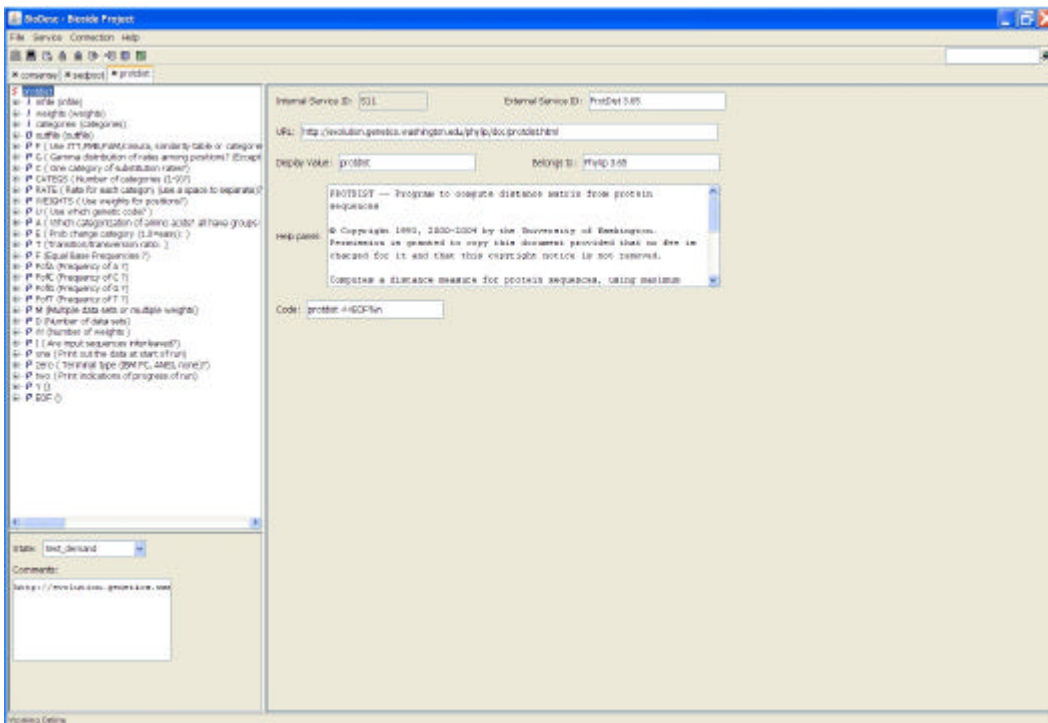 BioDesc - Bioside Project
File Service Connection Help
consense seqboot protdist
S protdist
I infile (infile)
I weights (weights)
I categories (categories)
O outfile (outfile)
P P ( Use JTT,PMB,PAM,Kimura, similarity table or categories
P G ( Gamma distribution of rates among positions? (Except
P C ( One category of substitution rates?)
P CATEGS ( Number of categories (1-9)?)
P RATE ( Rate for each category (use a space to separate)?
P WEIGHTS ( Use weights for positions?)
P U ( Use which genetic code? )
P A ( Which categorization of amino acids? all have groups:
P E ( Prob change category (1.0=easy): )
P T (Transition/transversion ratio: )
P F (Equal Base Frequencies ?)
P PofA (Frequency of A ?)
P PofC (Frequency of C ?)
P PofG (Frequency of G ?)
P PofT (Frequency of T ?)
P M (Multiple data sets or multiple weights)
P D (Number of data sets)
P W (Number of weights )
P I ( Are input sequences interleaved?)
P one ( Print out the data at start of run)
P zero ( Terminal type (IBM PC, ANSI, none)?)
P two (Print indications of progress of run)
P Y ()
P EOF ()
Internal Service ID: 511 External Service ID: ProtDist 3.65
URL: http://evolution.genetics.washington.edu/phylip/doc/protdist.html
Display Value: protdist Belongs to: Phylip 3.65
Help panel:
PROTDIST -- Program to compute distance matrix from protein
sequences
© Copyright 1993, 2000-2004 by the University of Washington.
Permission is granted to copy this document provided that no fee is
charged for it and that this copyright notice is not removed.
Computes a distance measure for protein sequences, using maximum
Code: protdist <<EOF%n
State: test_demand
Comments:
http://evolution.genetics.was
Working Online